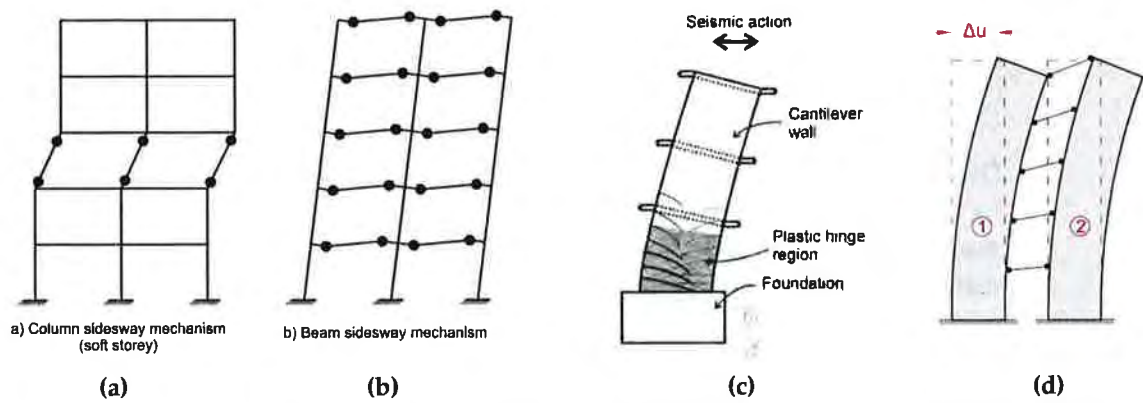 Seismic action
Δu
Cantilever
wall
Plastic hinge
region
Foundation
①
②
a) Column sidesway mechanism
(soft storey)
b) Beam sidesway mechanism
(a)
(b)
(c)
(d)